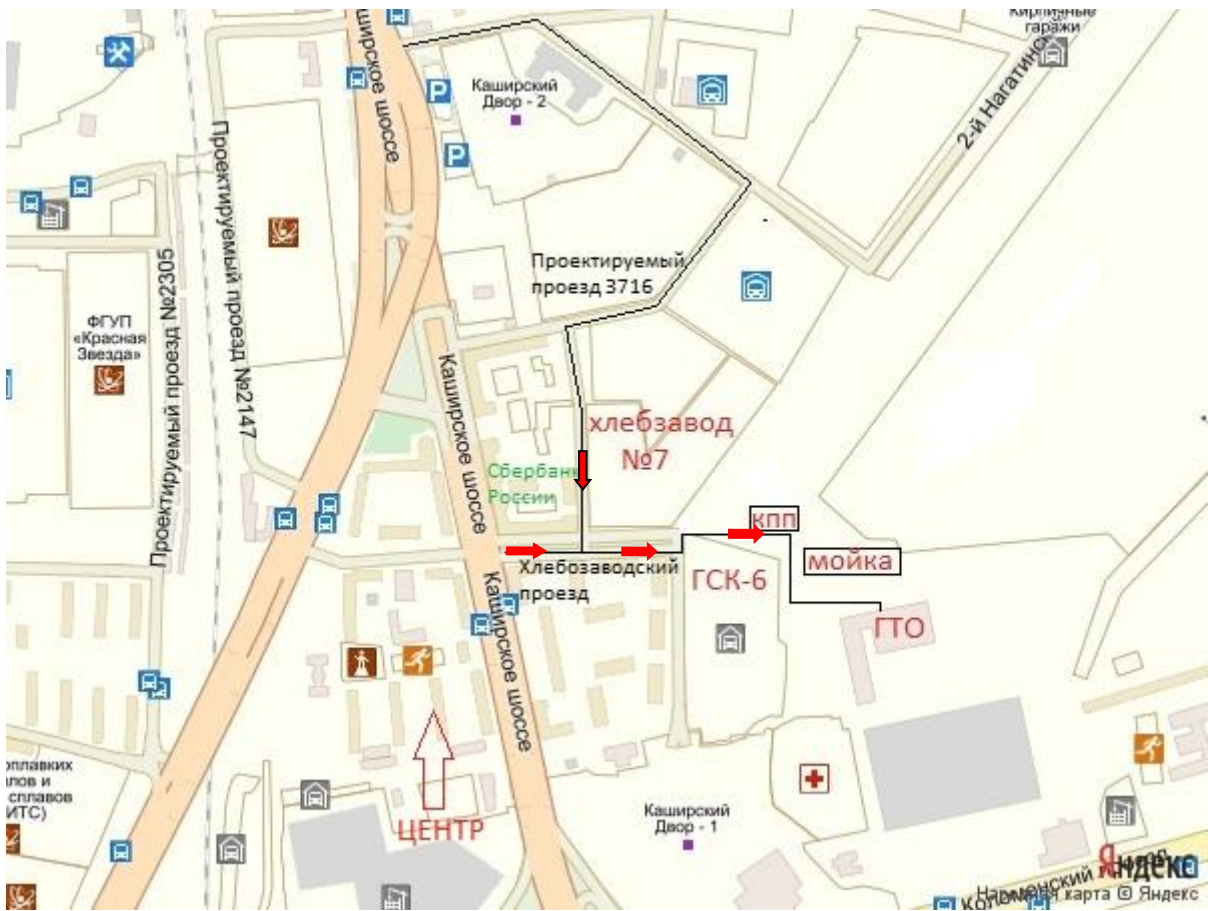 Каширское шоссе
Кирпичные
гаражи
Каширский
Двор - 2
P
P
2-й Нагатинский
Проектируемый проезд №2147
Проектируемый проезд №2305
Проектируемый
проезд 3716
ФГУП
«Красная
Звезда»
Каширское шоссе
хлебзавод
№7
Сбербанк
России
кпп
Хлебозаводский
проезд
мойка
ГСК-6
ГТО
Каширское шоссе
ЦЕНТР
сплавов
Каширский
Двор - 1
Яндекс
Народная карта © Яндекс